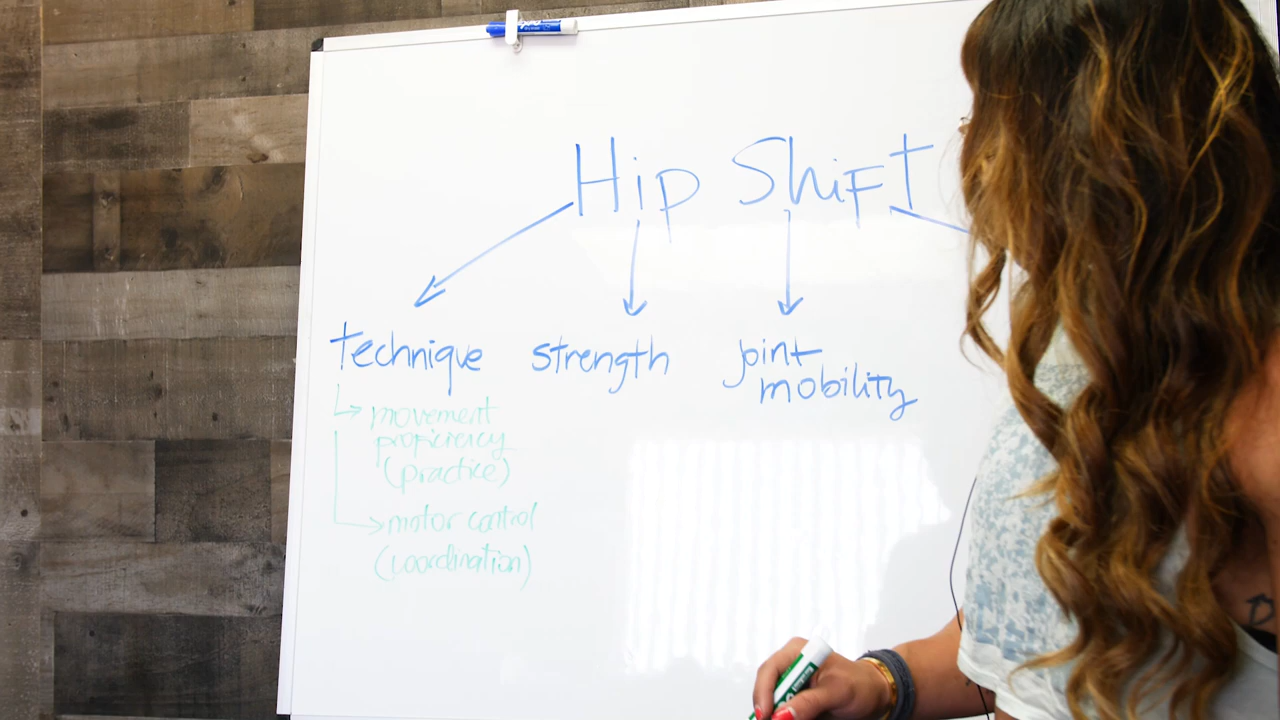 Hip Shift
technique
strength
joint
mobility
movement
proficiency
(practice)
motor control
(coordination)